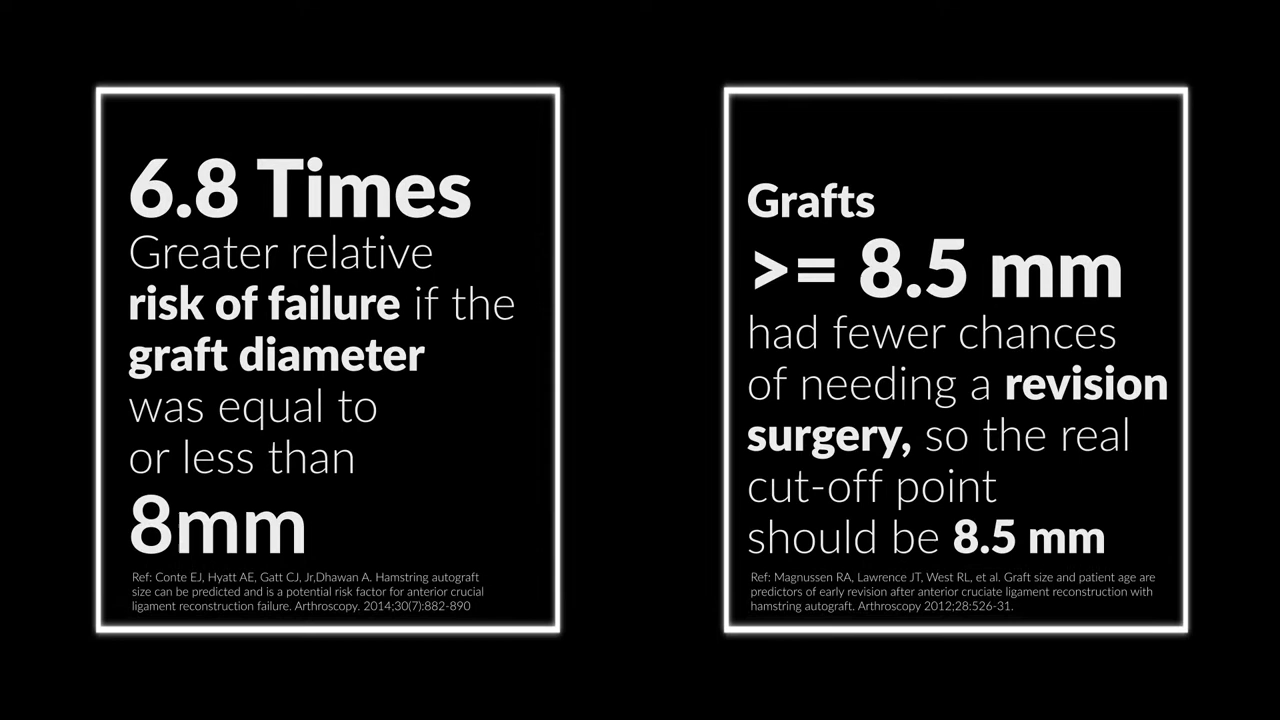 6.8 Times
Greater relative
risk of failure if the
graft diameter
was equal to
or less than
8mm
Ref: Conte EJ, Hyatt AE, Gatt CJ, Jr,Dhawan A. Hamstring autograft
size can be predicted and is a potential risk factor for anterior crucial
ligament reconstruction failure. Arthroscopy. 2014;30(7):882-890
Grafts
>= 8.5 mm
had fewer chances
of needing a revision
surgery, so the real
cut-off point
should be 8.5 mm
Ref: Magnussen RA, Lawrence JT, West RL, et al. Graft size and patient age are
predictors of early revision after anterior cruciate ligament reconstruction with
hamstring autograft. Arthroscopy 2012;28:526-31.